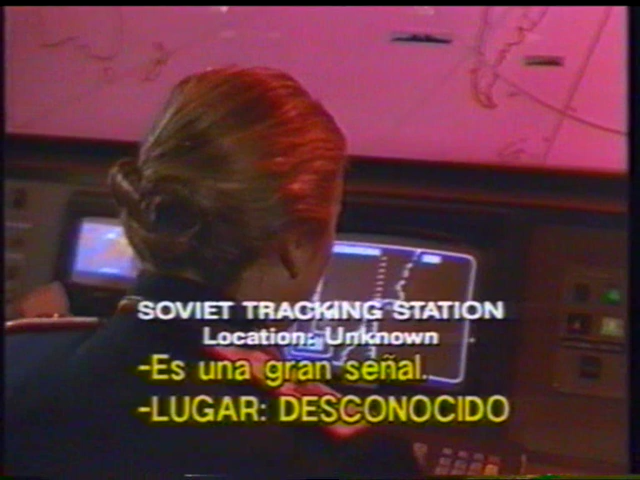 SOVIET TRACKING STATION
Location: Unknown
-Es una gran señal.
-LUGAR: DESCONOCIDO